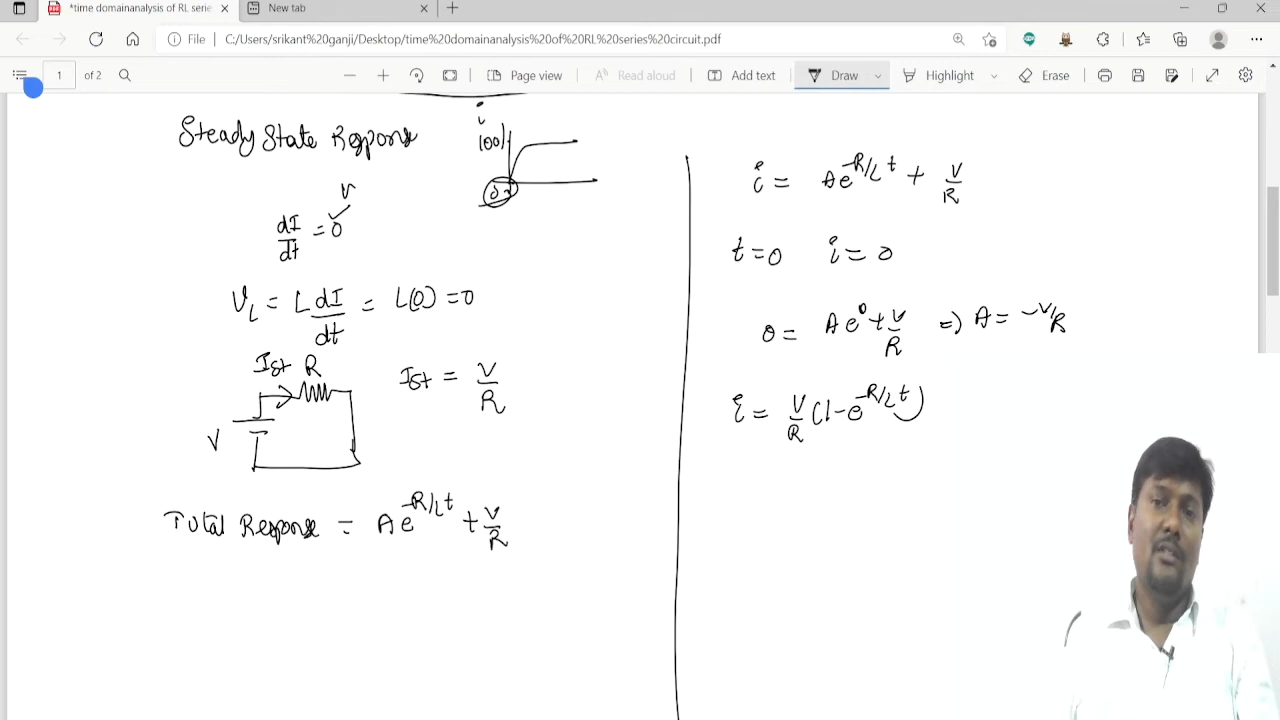 *time domainanalysis of RL serie
New tab
File
C:/Users/srikant%20ganji/Desktop/time%20domainanalysis%20of%20RL%20series%20circuit.pdf
1 of 2
Page view
Read aloud
Add text
Draw
Highlight
Erase
Steady State Response
i
100%
0
V
dI/dt = 0
V_L = L dI/dt = L(0) = 0
Ist R
V
Ist = V/R
Total Response = Ae^{-R/L t} + V/R
i = Ae^{-R/L t} + V/R
t=0 i=0
0 = Ae^0 + V/R => A = -V/R
i = V/R (1-e^{-R/L t})